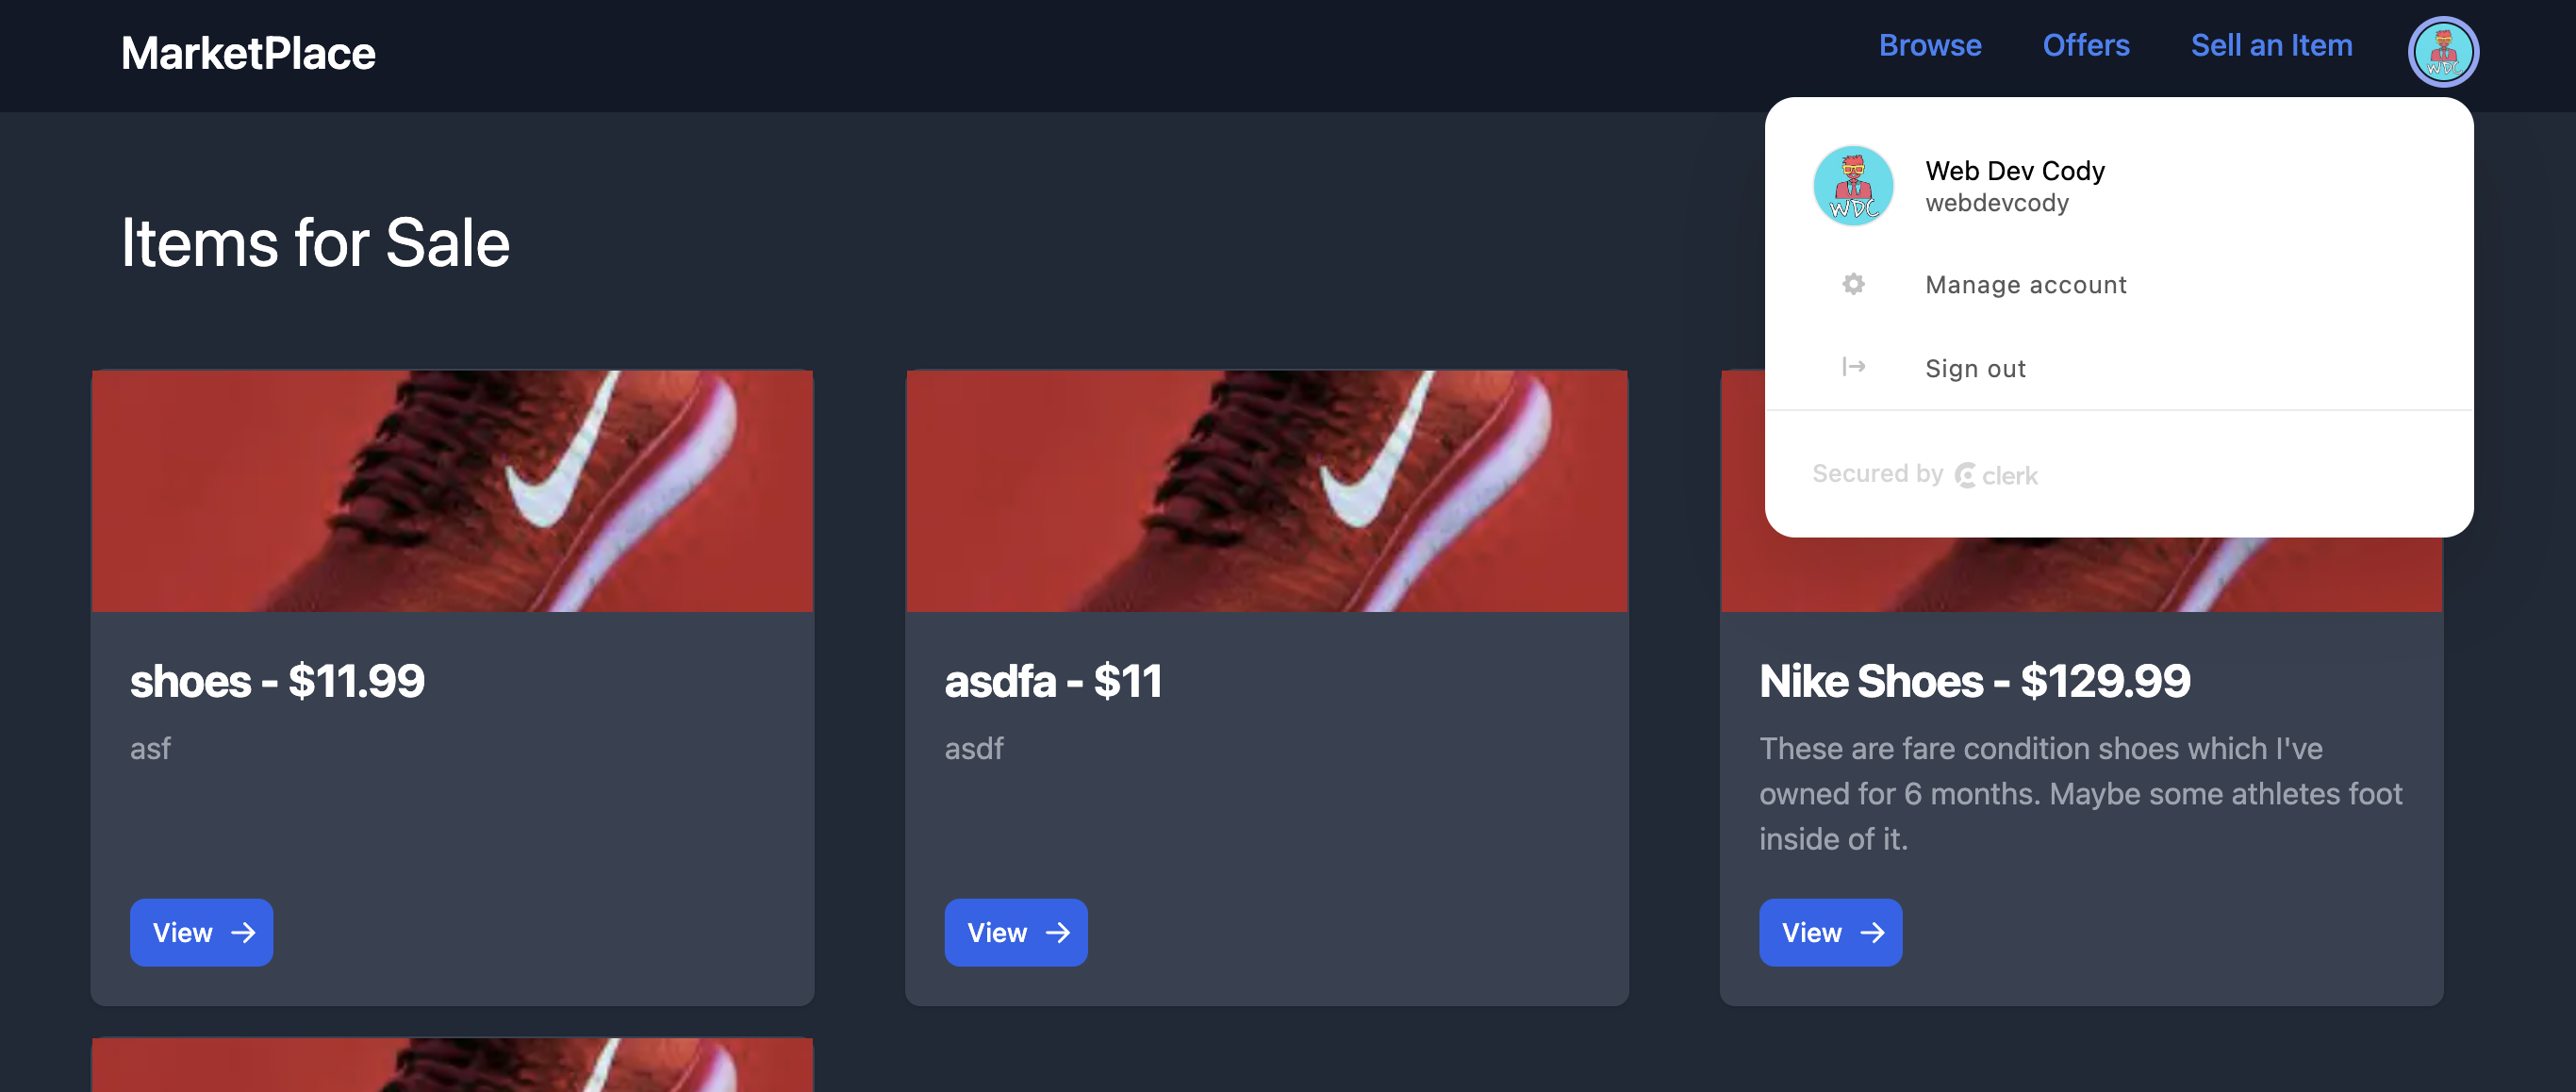 MarketPlace
Browse
Offers
Sell an Item
WDC
WDC
Web Dev Cody
webdevcody
Manage account
Sign out
Secured by clerk
Items for Sale
shoes - $11.99
asf
View
asdfa - $11
asdf
View
Nike Shoes - $129.99
These are fare condition shoes which I've
owned for 6 months. Maybe some athletes foot
inside of it.
View